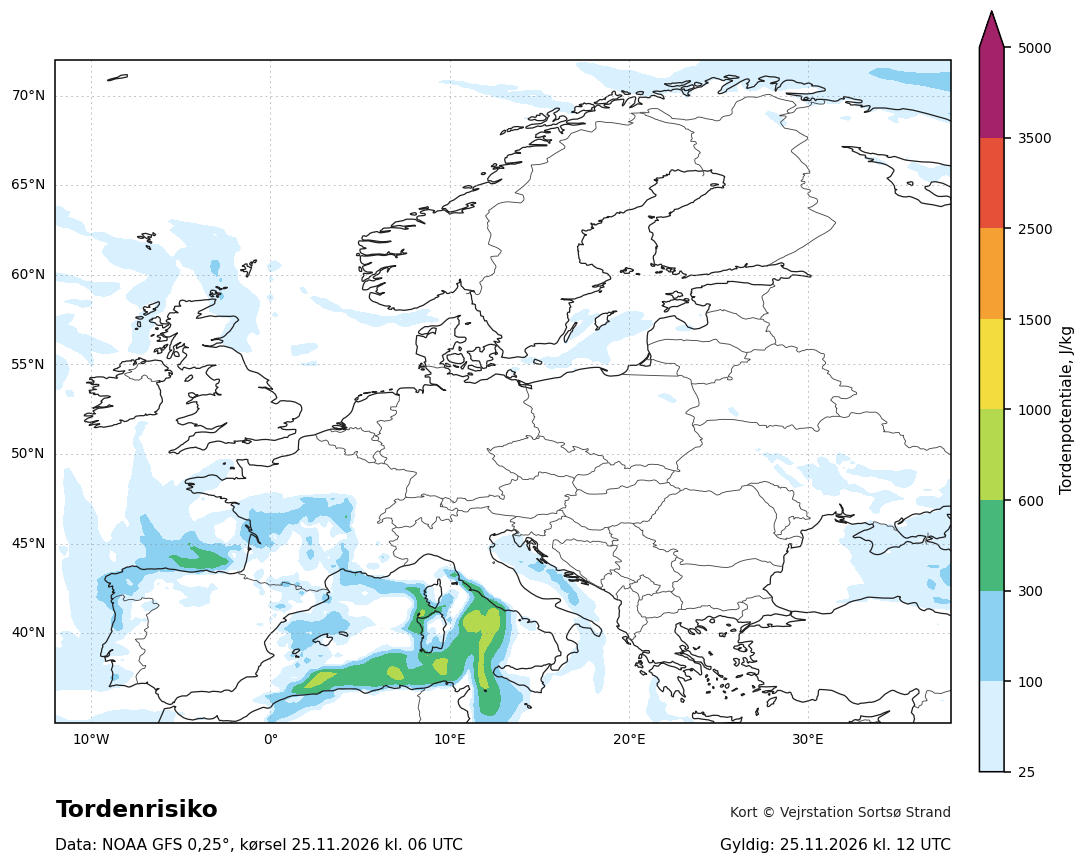 70°N
65°N
60°N
55°N
50°N
45°N
40°N
10°W
0°
10°E
20°E
30°E
5000
3500
2500
1500
1000
600
300
100
25
Tordenpotentiale, J/kg
Tordenrisiko
Kort © Vejrstation Sortsø Strand
Data: NOAA GFS 0,25°, kørsel 25.11.2026 kl. 06 UTC
Gyldig: 25.11.2026 kl. 12 UTC